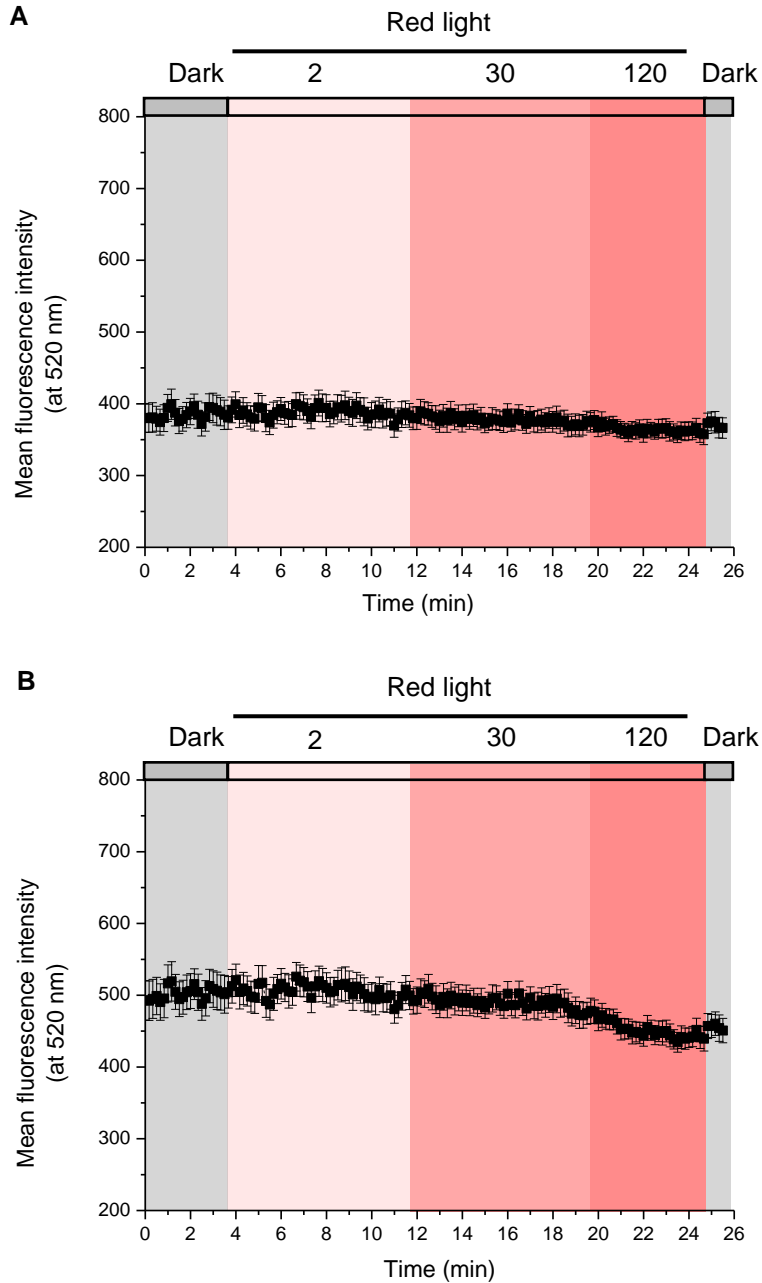 A
Red light
Dark 2 30 120 Dark
800
700
600
500
400
300
200
Mean fluorescence intensity
(at 520 nm)
0 2 4 6 8 10 12 14 16 18 20 22 24 26
Time (min)
B
Red light
Dark 2 30 120 Dark
800
700
600
500
400
300
200
Mean fluorescence intensity
(at 520 nm)
0 2 4 6 8 10 12 14 16 18 20 22 24 26
Time (min)